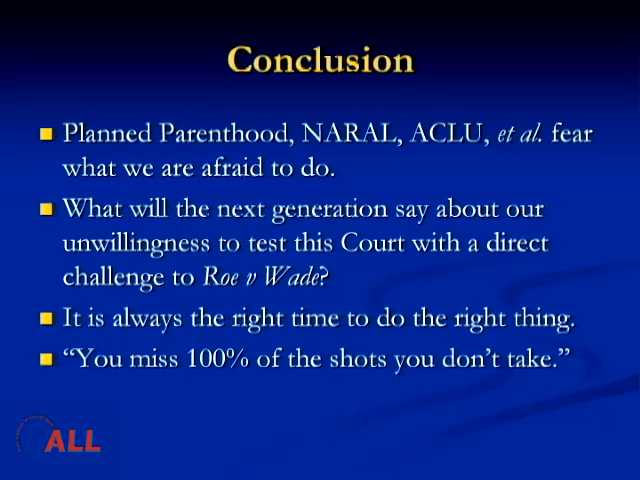 Conclusion
Planned Parenthood, NARAL, ACLU, et al. fear
what we are afraid to do.
What will the next generation say about our
unwillingness to test this Court with a direct
challenge to Roe v Wade?
It is always the right time to do the right thing.
“You miss 100% of the shots you don’t take.”
ALL